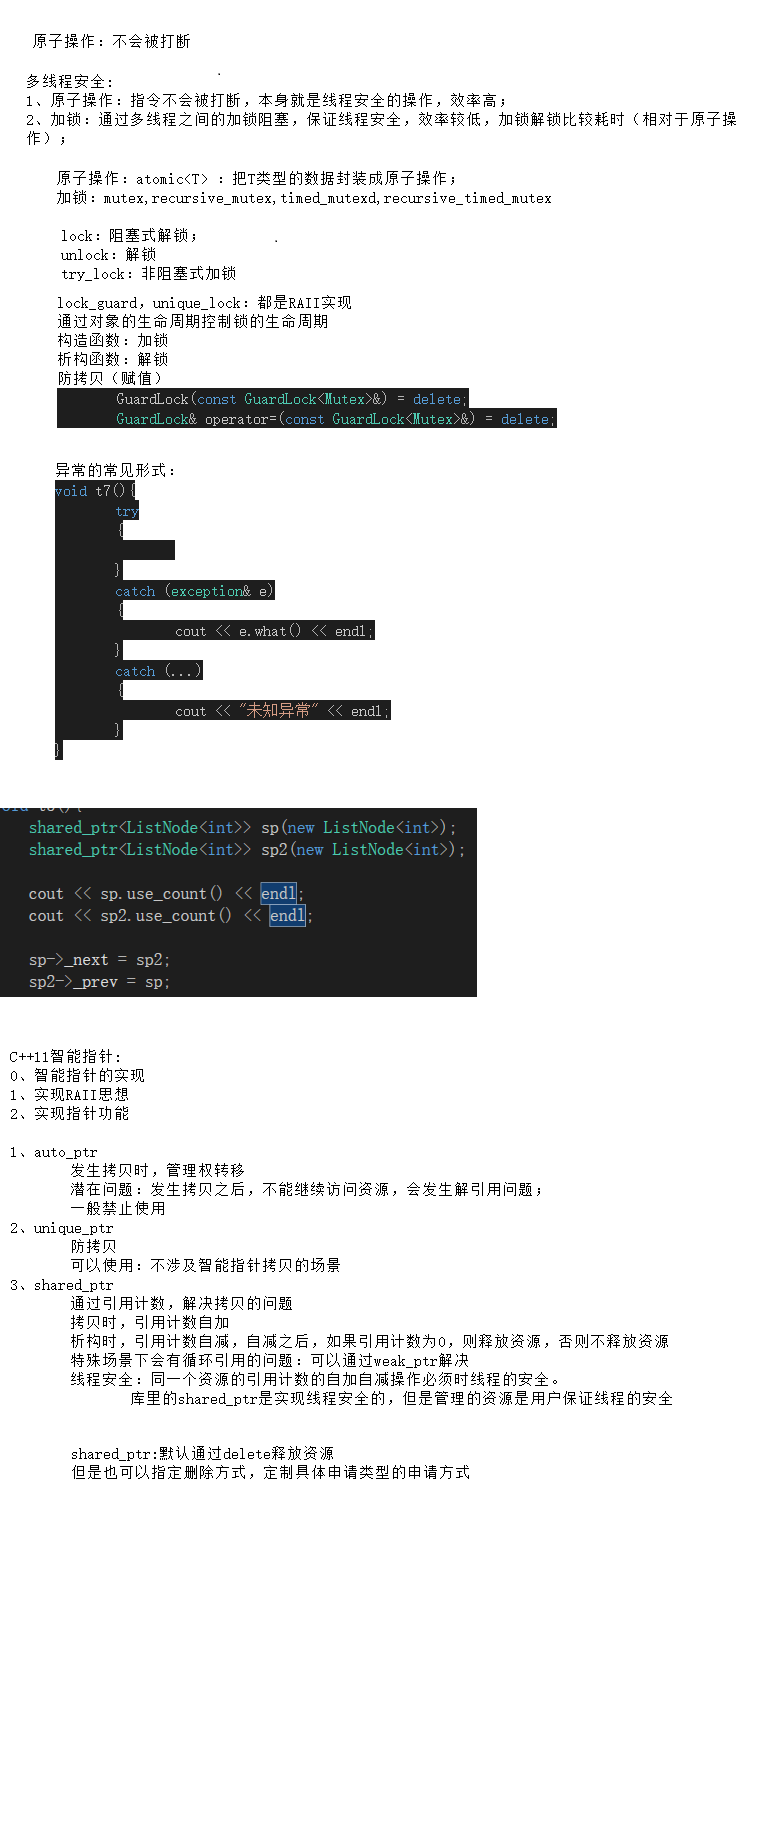 原子操作：不会被打断
多线程安全：
1、原子操作：指令不会被打断，本身就是线程安全的操作，效率高；
2、加锁：通过多线程之间的加锁阻塞，保证线程安全，效率较低，加锁解锁比较耗时（相对于原子操
作）；
原子操作：atomic<T> ：把T类型的数据封装成原子操作；
加锁：mutex,recursive_mutex,timed_mutexd,recursive_timed_mutex
lock：阻塞式解锁；
unlock：解锁
try_lock：非阻塞式加锁
lock_guard，unique_lock：都是RAII实现
通过对象的生命周期控制锁的生命周期
构造函数：加锁
析构函数：解锁
防拷贝（赋值）
GuardLock(const GuardLock<Mutex>&) = delete;
GuardLock& operator=(const GuardLock<Mutex>&) = delete;
异常的常见形式：
void t7(){
try
{
}
catch (exception& e)
{
cout << e.what() << endl;
}
catch (...)
{
cout << "未知异常" << endl;
}
}
shared_ptr<ListNode<int>> sp(new ListNode<int>);
shared_ptr<ListNode<int>> sp2(new ListNode<int>);
cout << sp.use_count() << endl;
cout << sp2.use_count() << endl;
sp->_next = sp2;
sp2->_prev = sp;
C++11智能指针：
0、智能指针的实现
1、实现RAII思想
2、实现指针功能
1、auto_ptr
发生拷贝时，管理权转移
潜在问题：发生拷贝之后，不能继续访问资源，会发生解引用问题；
一般禁止使用
2、unique_ptr
防拷贝
可以使用：不涉及智能指针拷贝的场景
3、shared_ptr
通过引用计数，解决拷贝的问题
拷贝时，引用计数自加
析构时，引用计数自减，自减之后，如果引用计数为0，则释放资源，否则不释放资源
特殊场景下会有循环引用的问题：可以通过weak_ptr解决
线程安全：同一个资源的引用计数的自加自减操作必须时线程的安全。
库里的shared_ptr是实现线程安全的，但是管理的资源是用户保证线程的安全
shared_ptr:默认通过delete释放资源
但是也可以指定删除方式，定制具体申请类型的申请方式